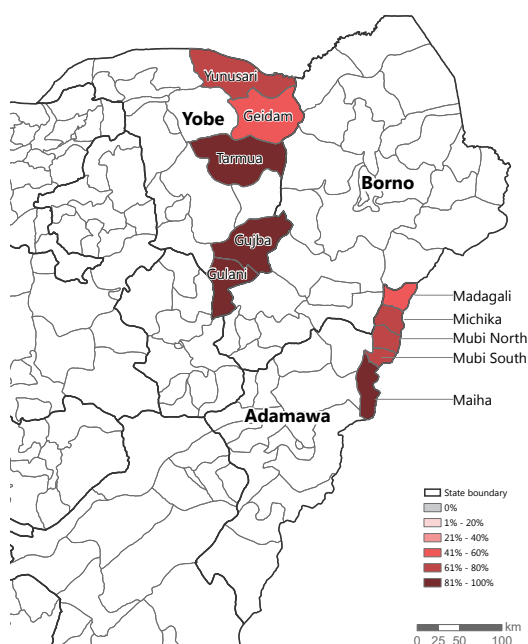 Yunusari
Yobe
Geidam
Tarmua
Borno
Gujba
Gulani
Madagali
Michika
Mubi North
Mubi South
Maiha
Adamawa
State boundary
0%
1% - 20%
21% - 40%
41% - 60%
61% - 80%
81% - 100%
km
0 25 50 100